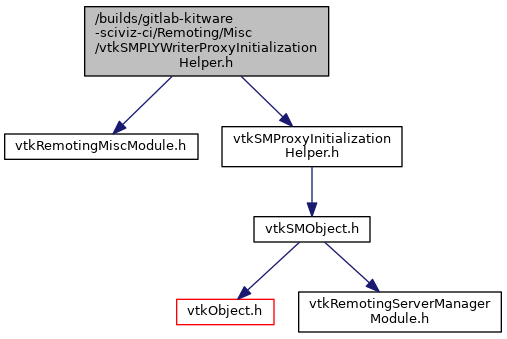 /builds/gitlab-kitware
-sciviz-ci/Remoting/Misc
/vtkSMPLYWriterProxyInitialization
Helper.h
vtkRemotingMiscModule.h
vtkSMProxyInitialization
Helper.h
vtkSMObject.h
vtkObject.h
vtkRemotingServerManager
Module.h